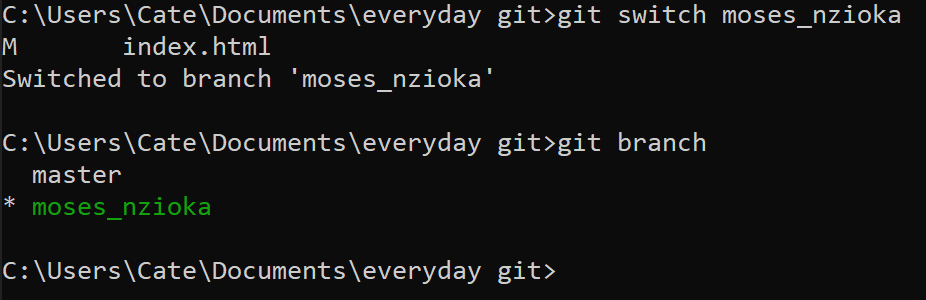 C:\Users\Cate\Documents\everyday git>git switch moses_nzioka
M       index.html
Switched to branch 'moses_nzioka'
C:\Users\Cate\Documents\everyday git>git branch
  master
* moses_nzioka
C:\Users\Cate\Documents\everyday git>